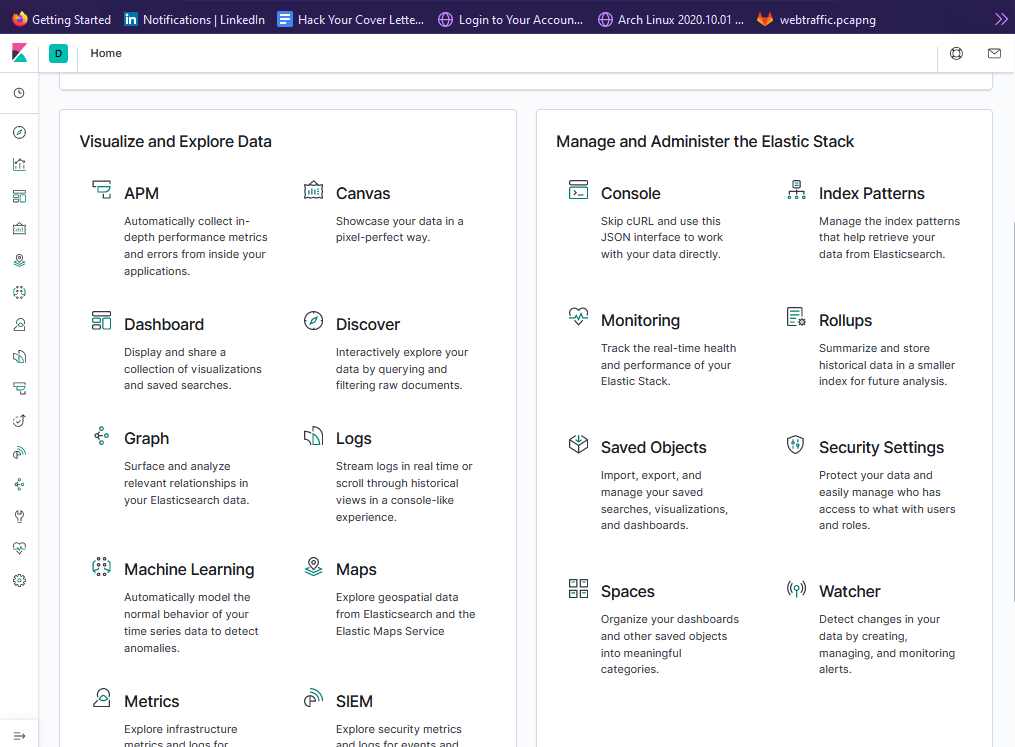 Getting Started
Notifications | LinkedIn
Hack Your Cover Lette...
Login to Your Accoun...
Arch Linux 2020.10.01 ...
webtraffic.pcapng
D
Home
Visualize and Explore Data
APM
Automatically collect in-
depth performance metrics
and errors from inside your
applications.
Canvas
Showcase your data in a
pixel-perfect way.
Dashboard
Display and share a
collection of visualizations
and saved searches.
Discover
Interactively explore your
data by querying and
filtering raw documents.
Graph
Surface and analyze
relevant relationships in
your Elasticsearch data.
Logs
Stream logs in real time or
scroll through historical
views in a console-like
experience.
Machine Learning
Automatically model the
normal behavior of your
time series data to detect
anomalies.
Maps
Explore geospatial data
from Elasticsearch and the
Elastic Maps Service
Metrics
Explore infrastructure
metrics and logs for
SIEM
Explore security metrics
and logs for events and
Manage and Administer the Elastic Stack
Console
Skip cURL and use this
JSON interface to work
with your data directly.
Index Patterns
Manage the index patterns
that help retrieve your
data from Elasticsearch.
Monitoring
Track the real-time health
and performance of your
Elastic Stack.
Rollups
Summarize and store
historical data in a smaller
index for future analysis.
Saved Objects
Import, export, and
manage your saved
searches, visualizations,
and dashboards.
Security Settings
Protect your data and
easily manage who has
access to what with users
and roles.
Spaces
Organize your dashboards
and other saved objects
into meaningful
categories.
Watcher
Detect changes in your
data by creating,
managing, and monitoring
alerts.